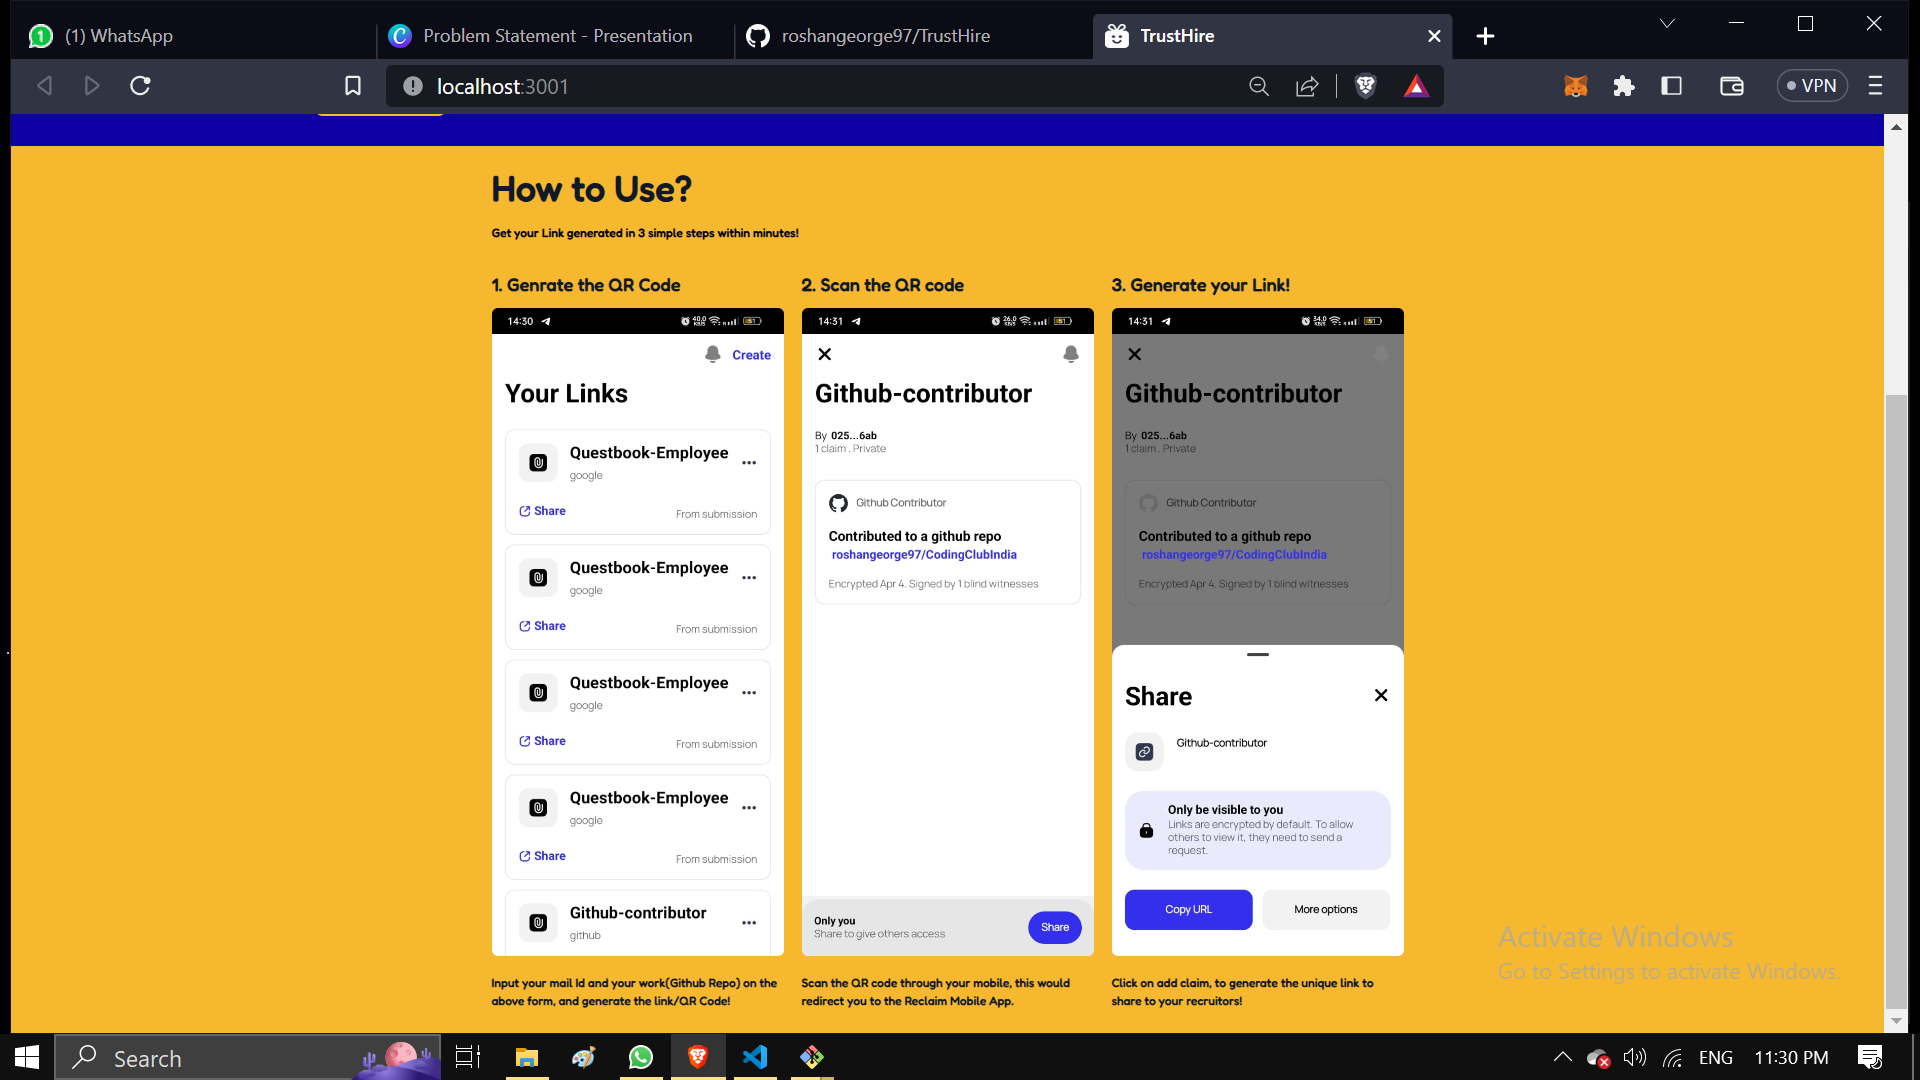 (1) WhatsApp
Problem Statement - Presentation
roshangeorge97/TrustHire
TrustHire
localhost:3001
VPN
How to Use?
Get your Link generated in 3 simple steps within minutes!
1. Genrate the QR Code
14:30
Create
Your Links
Questbook-Employee
google
Share
From submission
Questbook-Employee
google
Share
From submission
Questbook-Employee
google
Share
From submission
Questbook-Employee
google
Share
From submission
Github-contributor
github
Input your mail Id and your work(Github Repo) on the
above form, and generate the link/QR Code!
2. Scan the QR code
14:31
Github-contributor
By 025...6ab
1 claim . Private
Github Contributor
Contributed to a github repo
roshangeorge97/CodingClubIndia
Encrypted Apr 4. Signed by 1 blind witnesses
Only you
Share to give others access
Share
Scan the QR code through your mobile, this would
redirect you to the Reclaim Mobile App.
3. Generate your Link!
14:31
Github-contributor
By 025...6ab
1 claim . Private
Github Contributor
Contributed to a github repo
roshangeorge97/CodingClubIndia
Encrypted Apr 4. Signed by 1 blind witnesses
Share
Github-contributor
Only be visible to you
Links are encrypted by default. To allow
others to view it, they need to send a
request.
Copy URL
More options
Click on add claim, to generate the unique link to
share to your recruitors!
Activate Windows
Go to Settings to activate Windows.
Search
ENG
11:30 PM